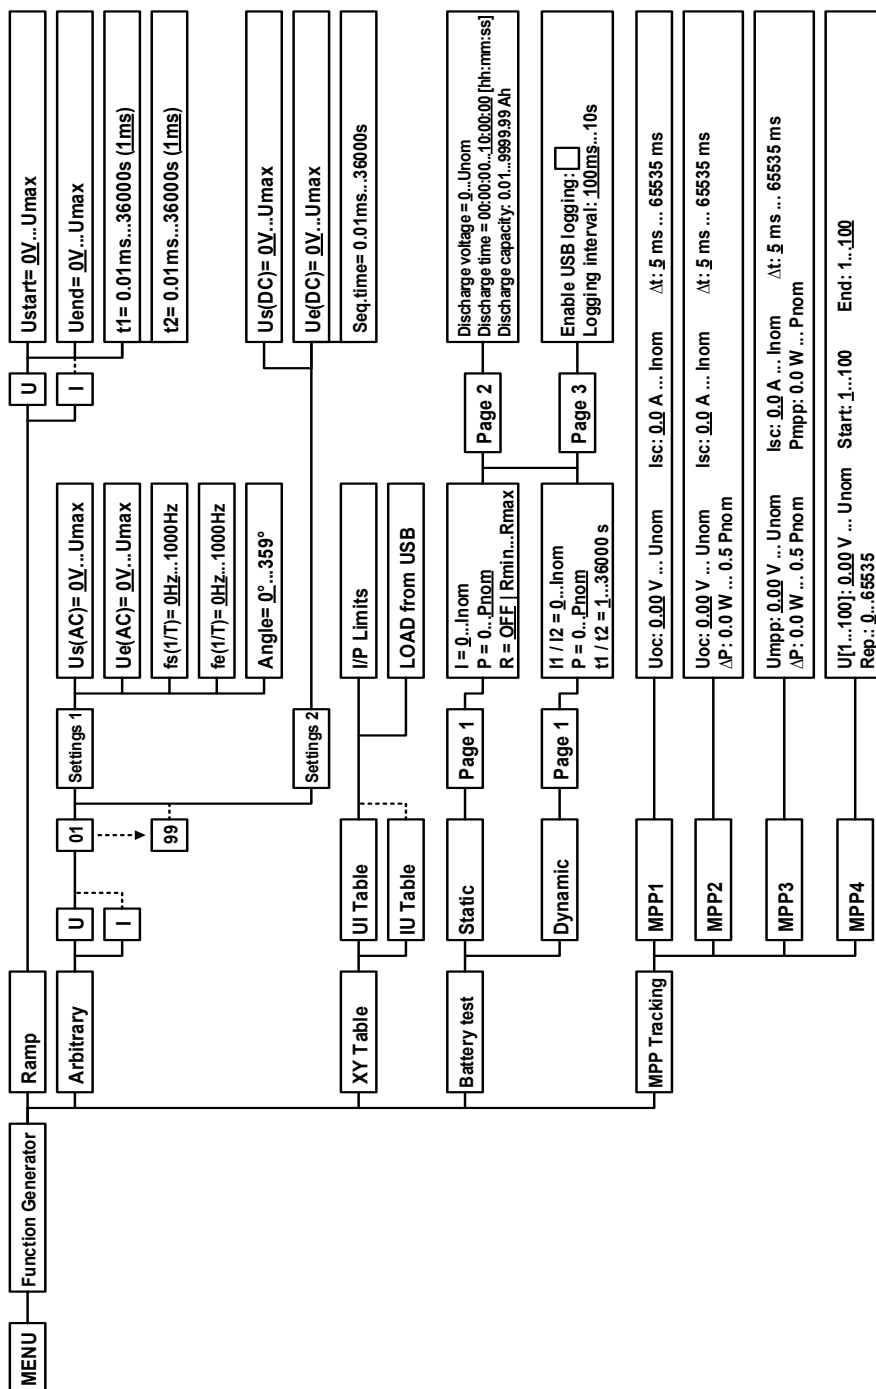 MENU
Function Generator
Ramp
U
I
Ustart= 0V...Umax
Uend= 0V...Umax
t1= 0.01ms...36000s (1ms)
t2= 0.01ms...36000s (1ms)
Arbitrary
U
I
01
99
Settings 1
Us(AC)= 0V...Umax
Ue(AC)= 0V...Umax
fs(1/T)= 0Hz...1000Hz
fe(1/T)= 0Hz...1000Hz
Angle= 0°...359°
Settings 2
Us(DC)= 0V...Umax
Ue(DC)= 0V...Umax
Seq.time= 0.01ms...36000s
XY Table
UI Table
IU Table
I/P Limits
LOAD from USB
Battery test
Static
Page 1
I = 0...Inom
P = 0...Pnom
R = OFF | Rmin...Rmax
Dynamic
Page 1
I1 / I2 = 0...Inom
P = 0...Pnom
t1 / t2 = 1...36000 s
Page 2
Discharge voltage = 0...Unom
Discharge time = 00:00:00...10:00:00 [hh:mm:ss]
Discharge capacity: 0.01...9999.99 Ah
Page 3
Enable USB logging:
Logging interval: 100ms...10s
MPP Tracking
MPP1
Uoc: 0.00 V ... Unom Isc: 0.0 A ... Inom Δt: 5 ms ... 65535 ms
MPP2
Uoc: 0.00 V ... Unom Isc: 0.0 A ... Inom Δt: 5 ms ... 65535 ms
ΔP: 0.0 W ... 0.5 Pnom
MPP3
Umpp: 0.00 V ... Unom Isc: 0.0 A ... Inom Δt: 5 ms ... 65535 ms
ΔP: 0.0 W ... 0.5 Pnom Pmpp: 0.0 W ... Pnom
MPP4
U[1...100]: 0.00 V ... Unom Start: 1...100 End: 1...100
Rep.: 0...65535